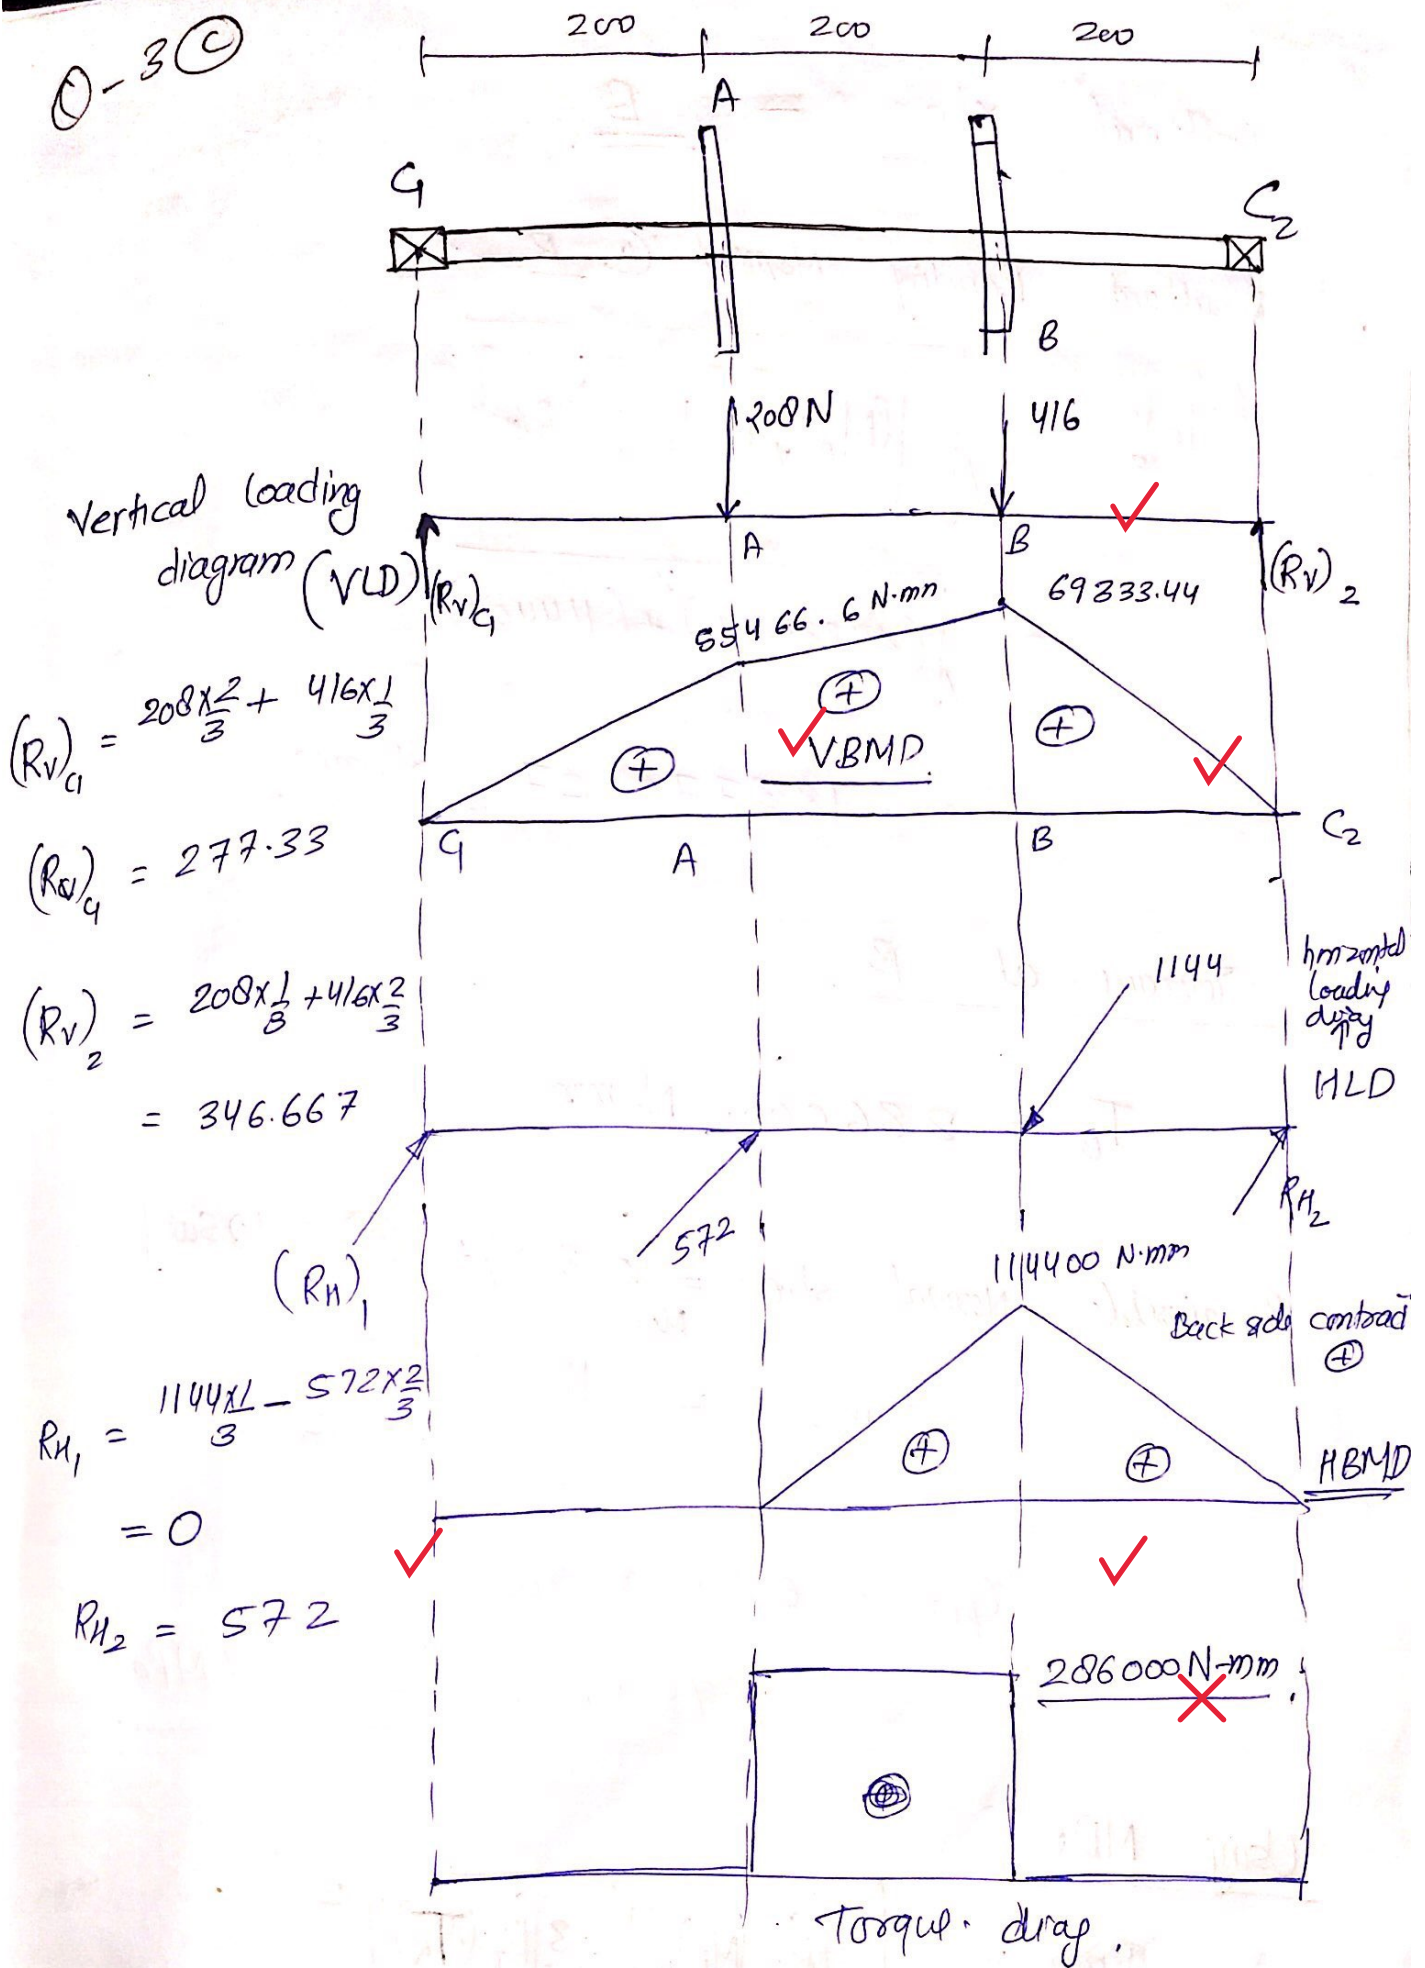 Q-3 (C)
200 200 200
A
C1
C2
B
208N
416
Vertical loading
diagram (VLD)
(Rv)C1
A
B
(Rv)2
55466.6 N.mm
69333.44
(Rv)C1 = 208×2/3 + 416×1/3
+
+
+
VBMD
C1
A
B
C2
(Rv)C1 = 277.33
1144
horizontal
loading
diag
HLD
(Rv)2 = 208×1/3 + 416×2/3
= 346.667
(RH)1
572
RH2
114400 N.mm
Back side contract
+
RH1 = 1144×1/3 - 572×2/3
= 0
+
+
HBMD
RH2 = 572
286000 N-mm
Torque. diag.